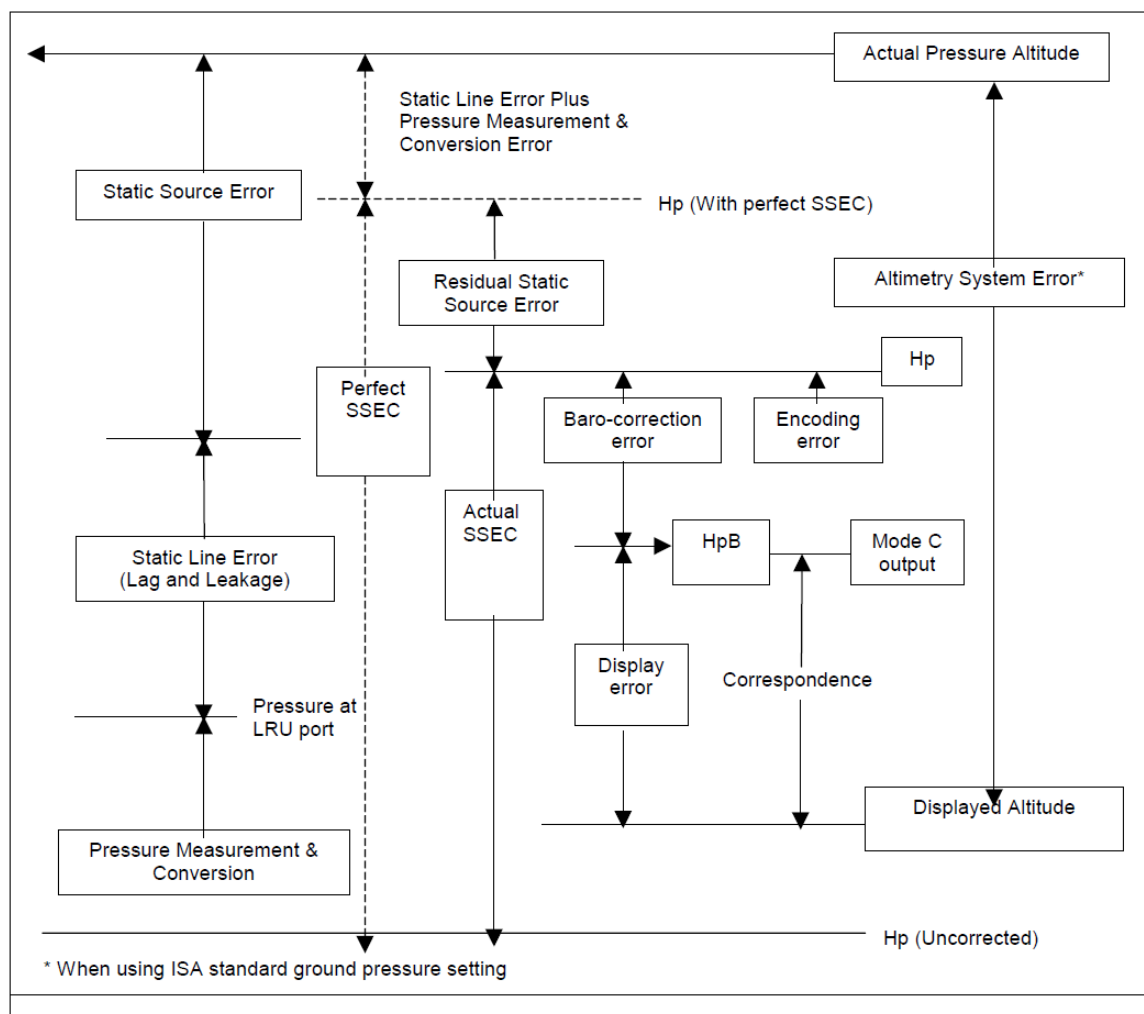 Actual Pressure Altitude
Static Line Error Plus
Pressure Measurement &
Conversion Error
Static Source Error
Hp (With perfect SSEC)
Residual Static
Source Error
Altimetry System Error*
Hp
Perfect
SSEC
Baro-correction
error
Encoding
error
Actual
SSEC
Static Line Error
(Lag and Leakage)
HpB
Mode C
output
Display
error
Correspondence
Pressure at
LRU port
Displayed Altitude
Pressure Measurement &
Conversion
Hp (Uncorrected)
* When using ISA standard ground pressure setting